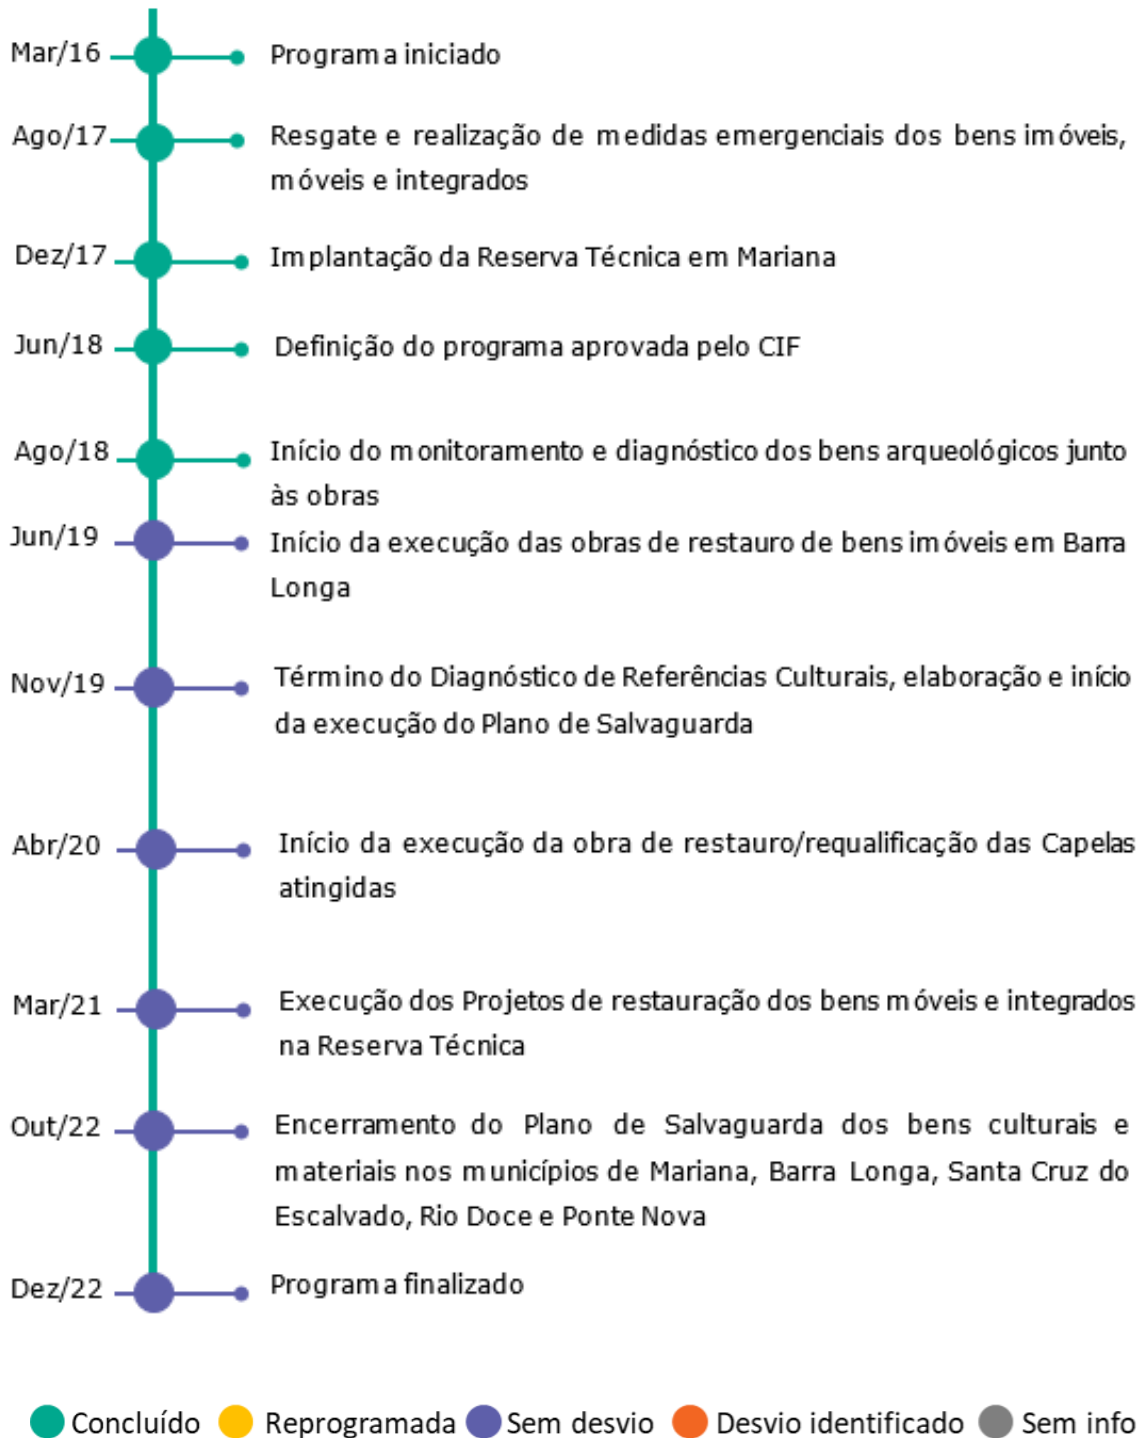 Mar/16 Programa iniciado
Ago/17 Resgate e realização de medidas emergenciais dos bens imóveis,
móveis e integrados
Dez/17 Implantação da Reserva Técnica em Mariana
Jun/18 Definição do programa aprovada pelo CIF
Ago/18 Início do monitoramento e diagnóstico dos bens arqueológicos junto
às obras
Jun/19 Início da execução das obras de restauro de bens imóveis em Barra
Longa
Nov/19 Término do Diagnóstico de Referências Culturais, elaboração e início
da execução do Plano de Salvaguarda
Abr/20 Início da execução da obra de restauro/requalificação das Capelas
atingidas
Mar/21 Execução dos Projetos de restauração dos bens móveis e integrados
na Reserva Técnica
Out/22 Encerramento do Plano de Salvaguarda dos bens culturais e
materiais nos municípios de Mariana, Barra Longa, Santa Cruz do
Escalvado, Rio Doce e Ponte Nova
Dez/22 Programa finalizado
Concluído Reprogramada Sem desvio Desvio identificado Sem info